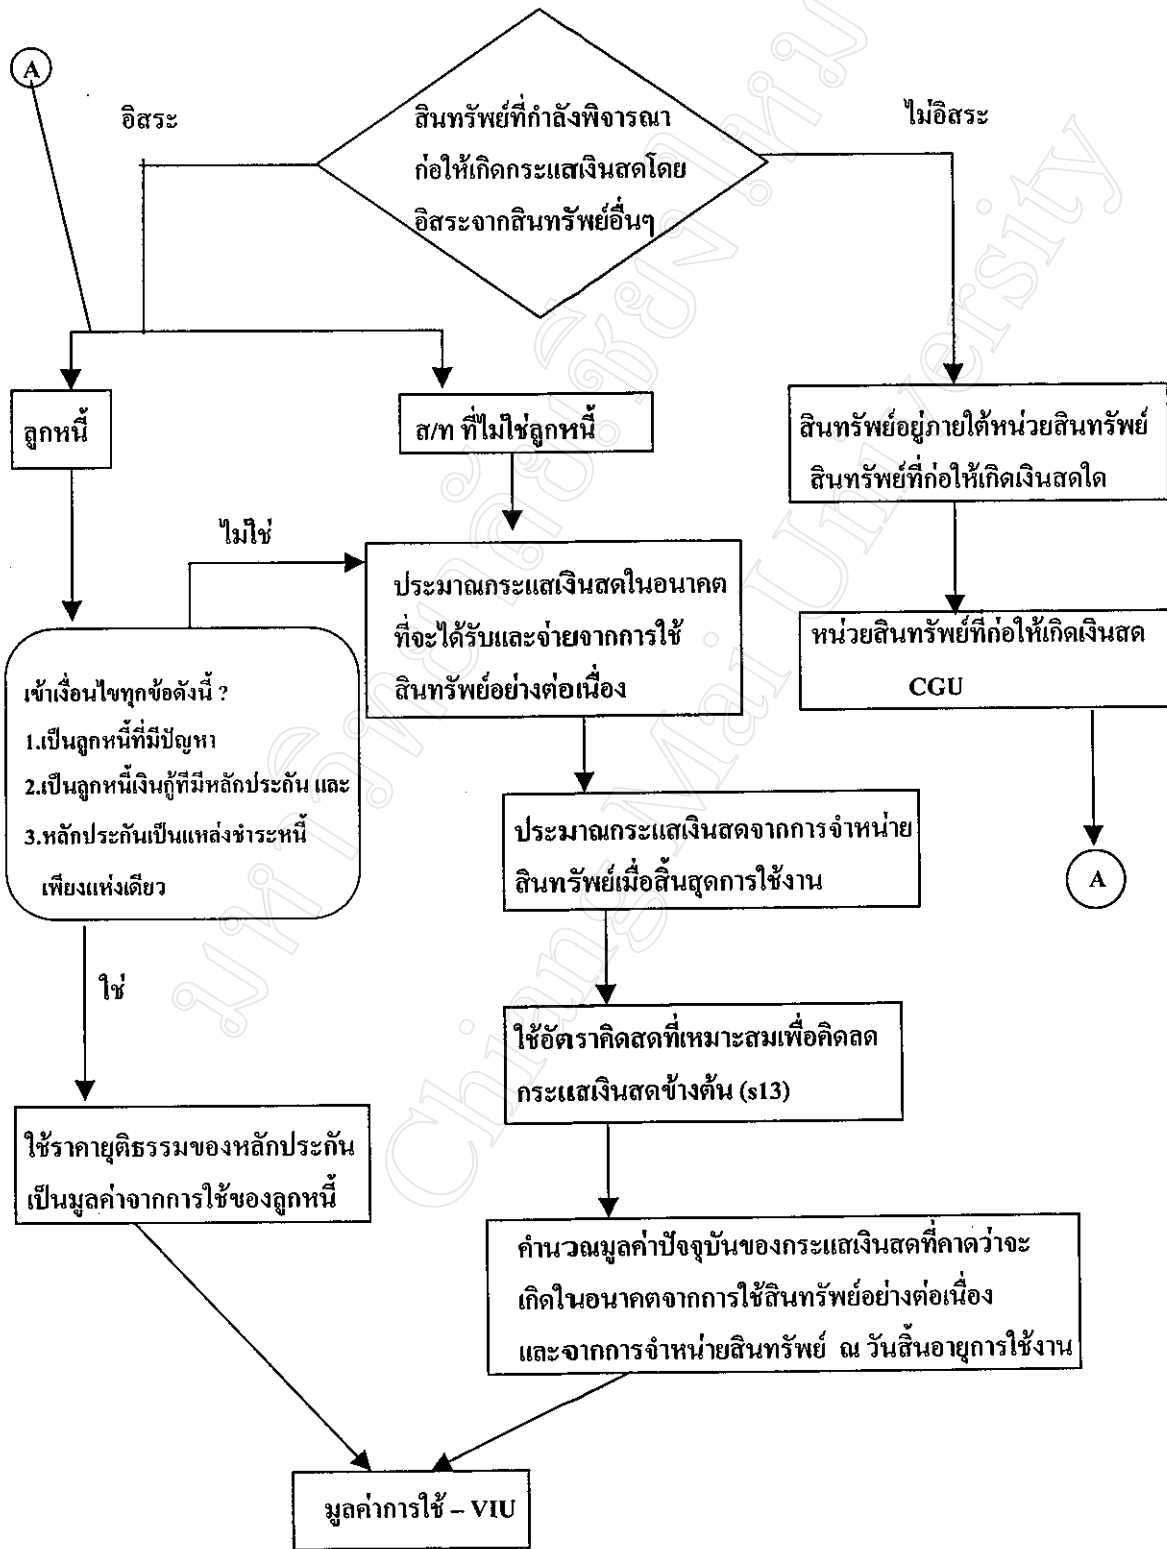 A
อิสระ
สินทรัพย์ที่กำลังพิจารณา
ก่อให้เกิดกระแสเงินสดโดย
อิสระจากสินทรัพย์อื่นๆ
ไม่อิสระ
ลูกหนี้
ส/ท ที่ไม่ใช่ลูกหนี้
สินทรัพย์อยู่ภายใต้หน่วยสินทรัพย์
สินทรัพย์ที่ก่อให้เกิดเงินสดใด
ไม่ใช่
ประมาณกระแสเงินสดในอนาคต
ที่จะได้รับและจ่ายจากการใช้
สินทรัพย์อย่างต่อเนื่อง
หน่วยสินทรัพย์ที่ก่อให้เกิดเงินสด
CGU
เข้าเงื่อนไขทุกข้อดังนี้ ?
1.เป็นลูกหนี้ที่มีปัญหา
2.เป็นลูกหนี้เงินกู้ที่มีหลักประกัน และ
3.หลักประกันเป็นแหล่งชำระหนี้
เพียงแห่งเดียว
ประมาณกระแสเงินสดจากการจำหน่าย
สินทรัพย์เมื่อสิ้นสุดการใช้งาน
A
ใช่
ใช้อัตราคิดสดที่เหมาะสมเพื่อคิดลด
กระแสเงินสดข้างต้น (s13)
ใช้ราคายุติธรรมของหลักประกัน
เป็นมูลค่าจากการใช้ของลูกหนี้
คำนวณมูลค่าปัจจุบันของกระแสเงินสดที่คาดว่าจะ
เกิดในอนาคตจากการใช้สินทรัพย์อย่างต่อเนื่อง
และจากการจำหน่ายสินทรัพย์ ณ วันสิ้นอายุการใช้งาน
มูลค่าการใช้ – VIU
มหาวิทยาลัยเชียงใหม่
Chiang Mai University